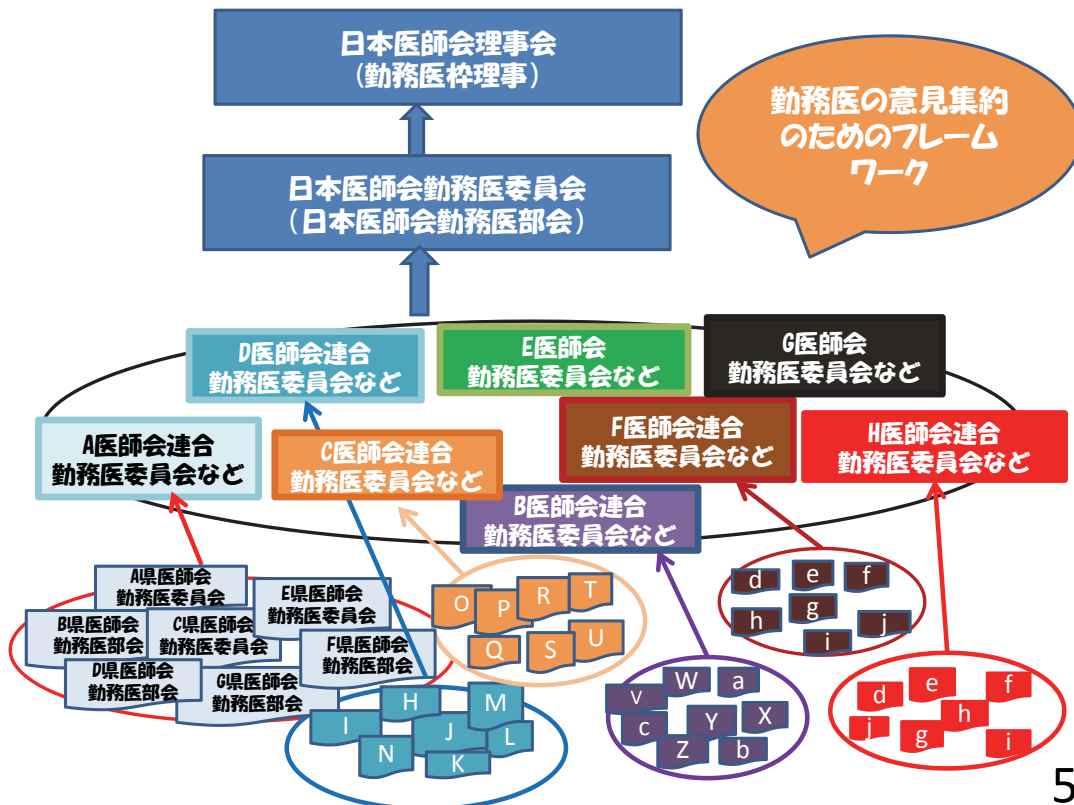 日本医師会理事会
(勤務医枠理事)
勤務医の意見集約
のためのフレーム
ワーク
日本医師会勤務医委員会
(日本医師会勤務医部会)
D医師会連合
勤務医委員会など
E医師会
勤務医委員会など
G医師会
勤務医委員会など
A医師会連合
勤務医委員会など
C医師会連合
勤務医委員会など
F医師会連合
勤務医委員会など
H医師会連合
勤務医委員会など
B医師会連合
勤務医委員会など
A県医師会
勤務医委員会
E県医師会
勤務医委員会
B県医師会
勤務医部会
C県医師会
勤務医委員会
F県医師会
勤務医部会
D県医師会
勤務医部会
G県医師会
勤務医部会
O
P
R
T
Q
S
U
H
M
I
J
L
N
K
v
W
a
c
Y
X
Z
b
d
e
f
h
g
j
i
d
e
f
j
g
h
i
5